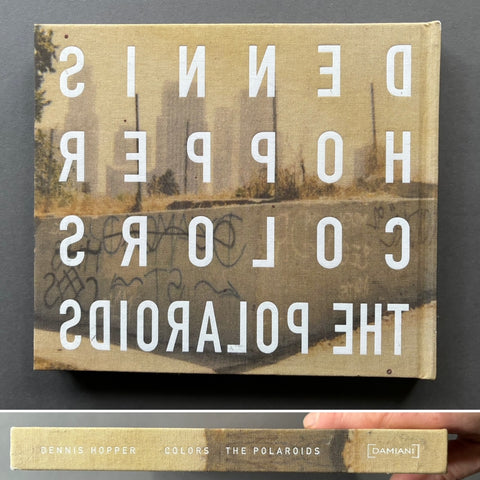 DENNIS
HOPPER
COLORS
THE POLAROIDS
DENNIS HOPPER COLORS THE POLAROIDS [DAMIANI]